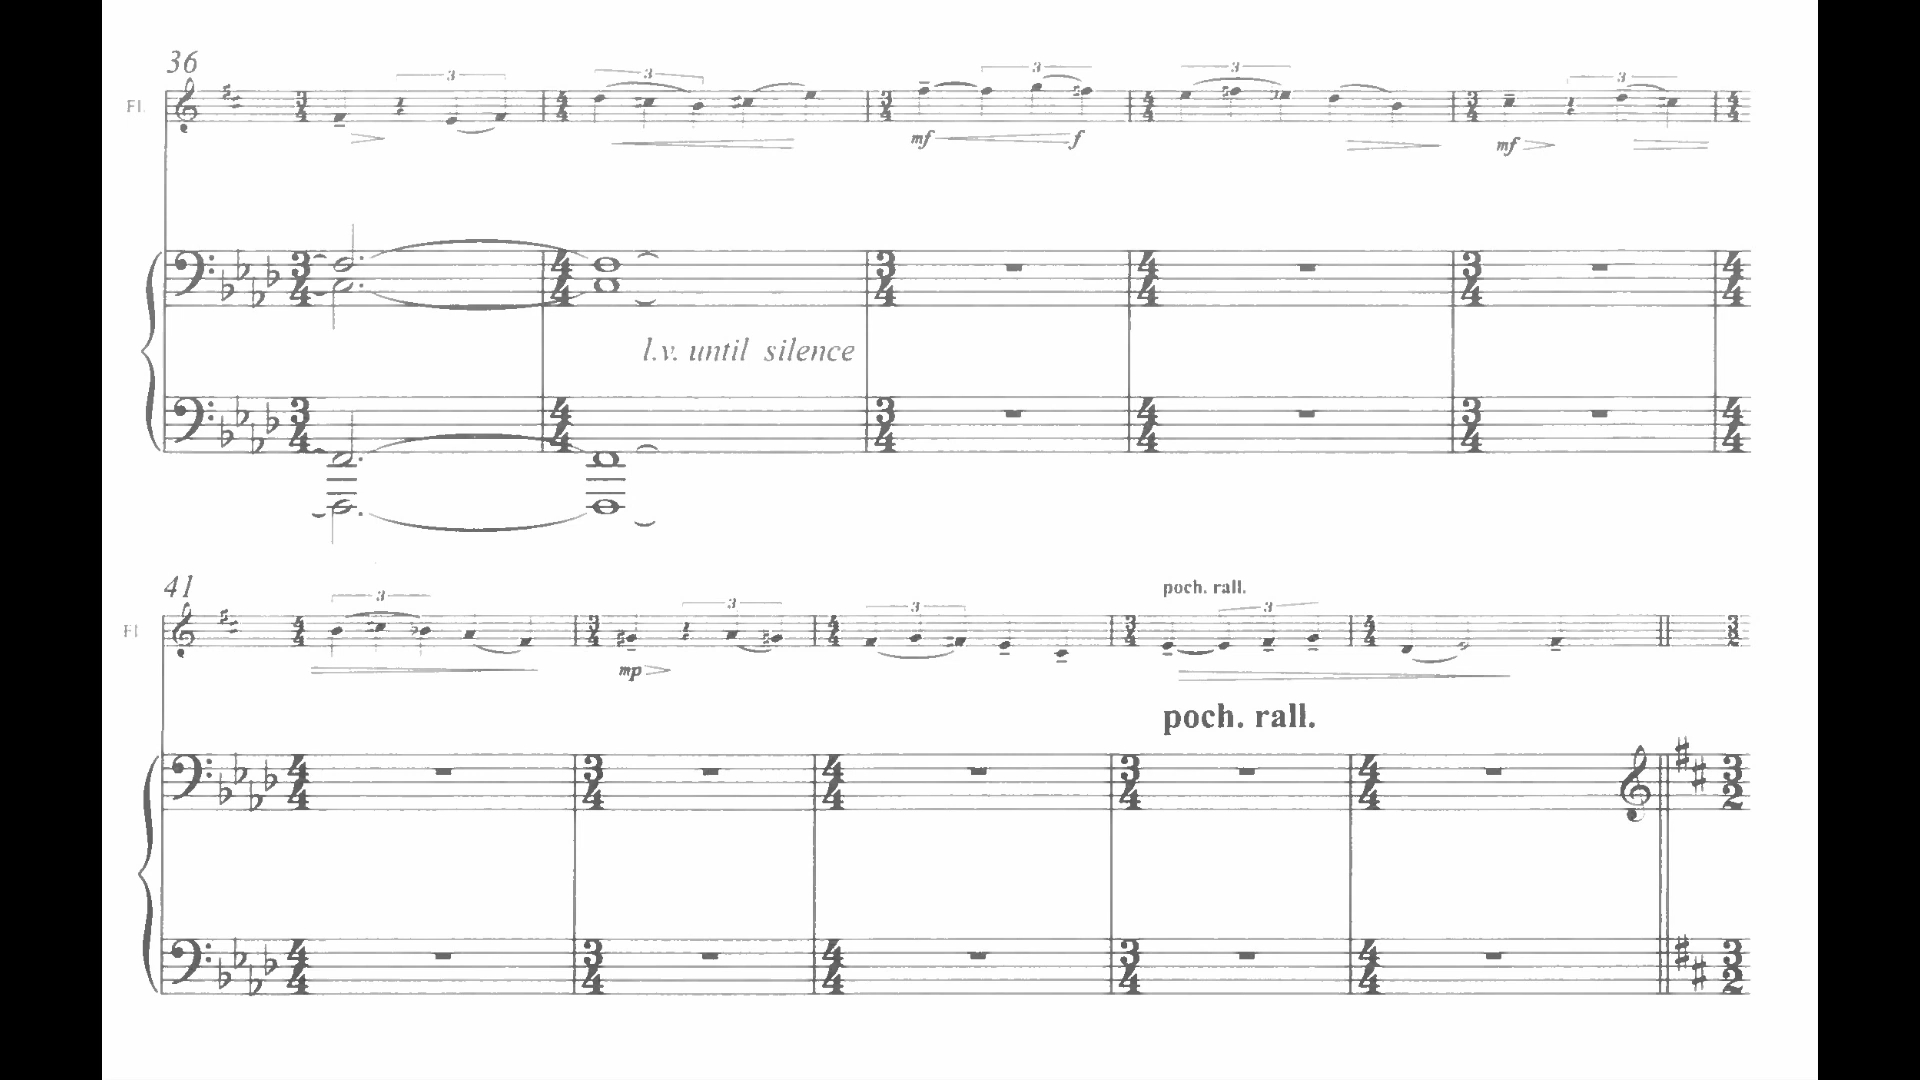 36
3
3
3
3
3
Fl.
mf
f
mf
l.v. until silence
41
poch. rall.
3
3
3
3
Fl
mp
poch. rall.